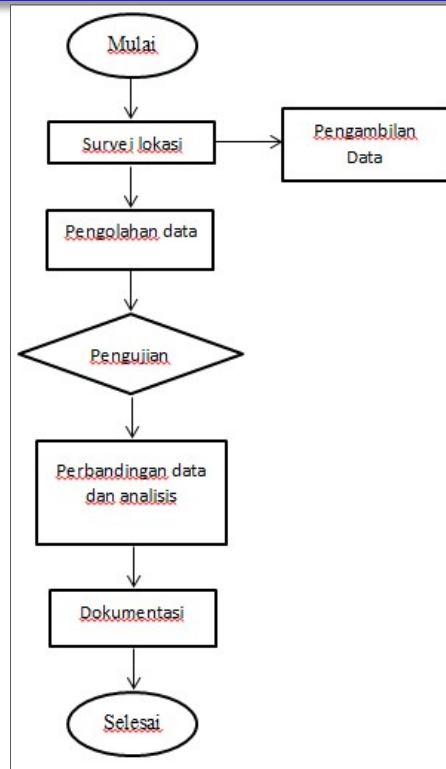 Mulai
Survei lokasi
Pengambilan
Data
Pengolahan data
Pengujian
Perbandingan data
dan analisis
Dokumentasi
Selesai